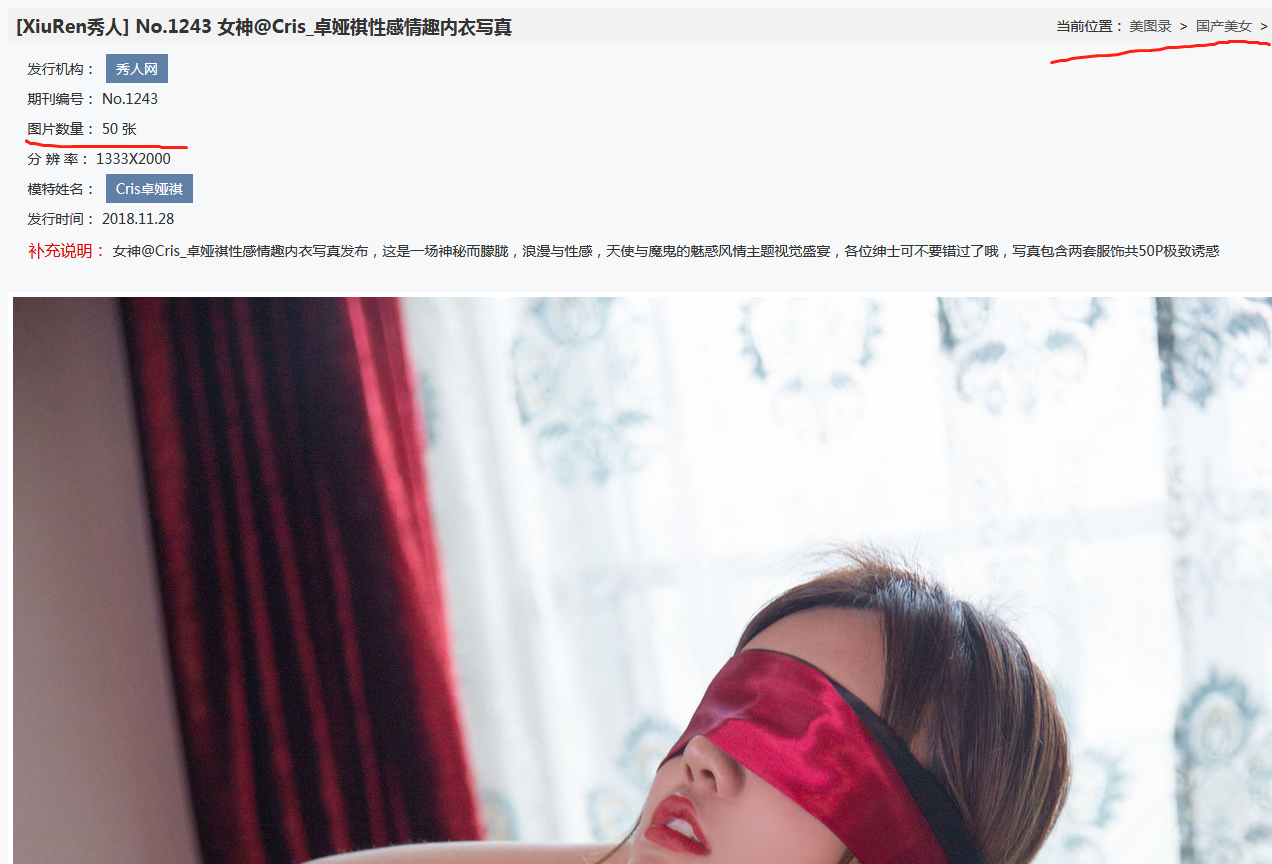 [XiuRen秀人] No.1243 女神@Cris_卓娅祺性感情趣内衣写真
当前位置： 美图录 > 国产美女 >
发行机构： 秀人网
期刊编号： No.1243
图片数量： 50 张
分 辨 率： 1333X2000
模特姓名： Cris卓娅祺
发行时间： 2018.11.28
补充说明： 女神@Cris_卓娅祺性感情趣内衣写真发布，这是一场神秘而朦胧，浪漫与性感，天使与魔鬼的魅惑风情主题视觉盛宴，各位绅士可不要错过了哦，写真包含两套服饰共50P极致诱惑